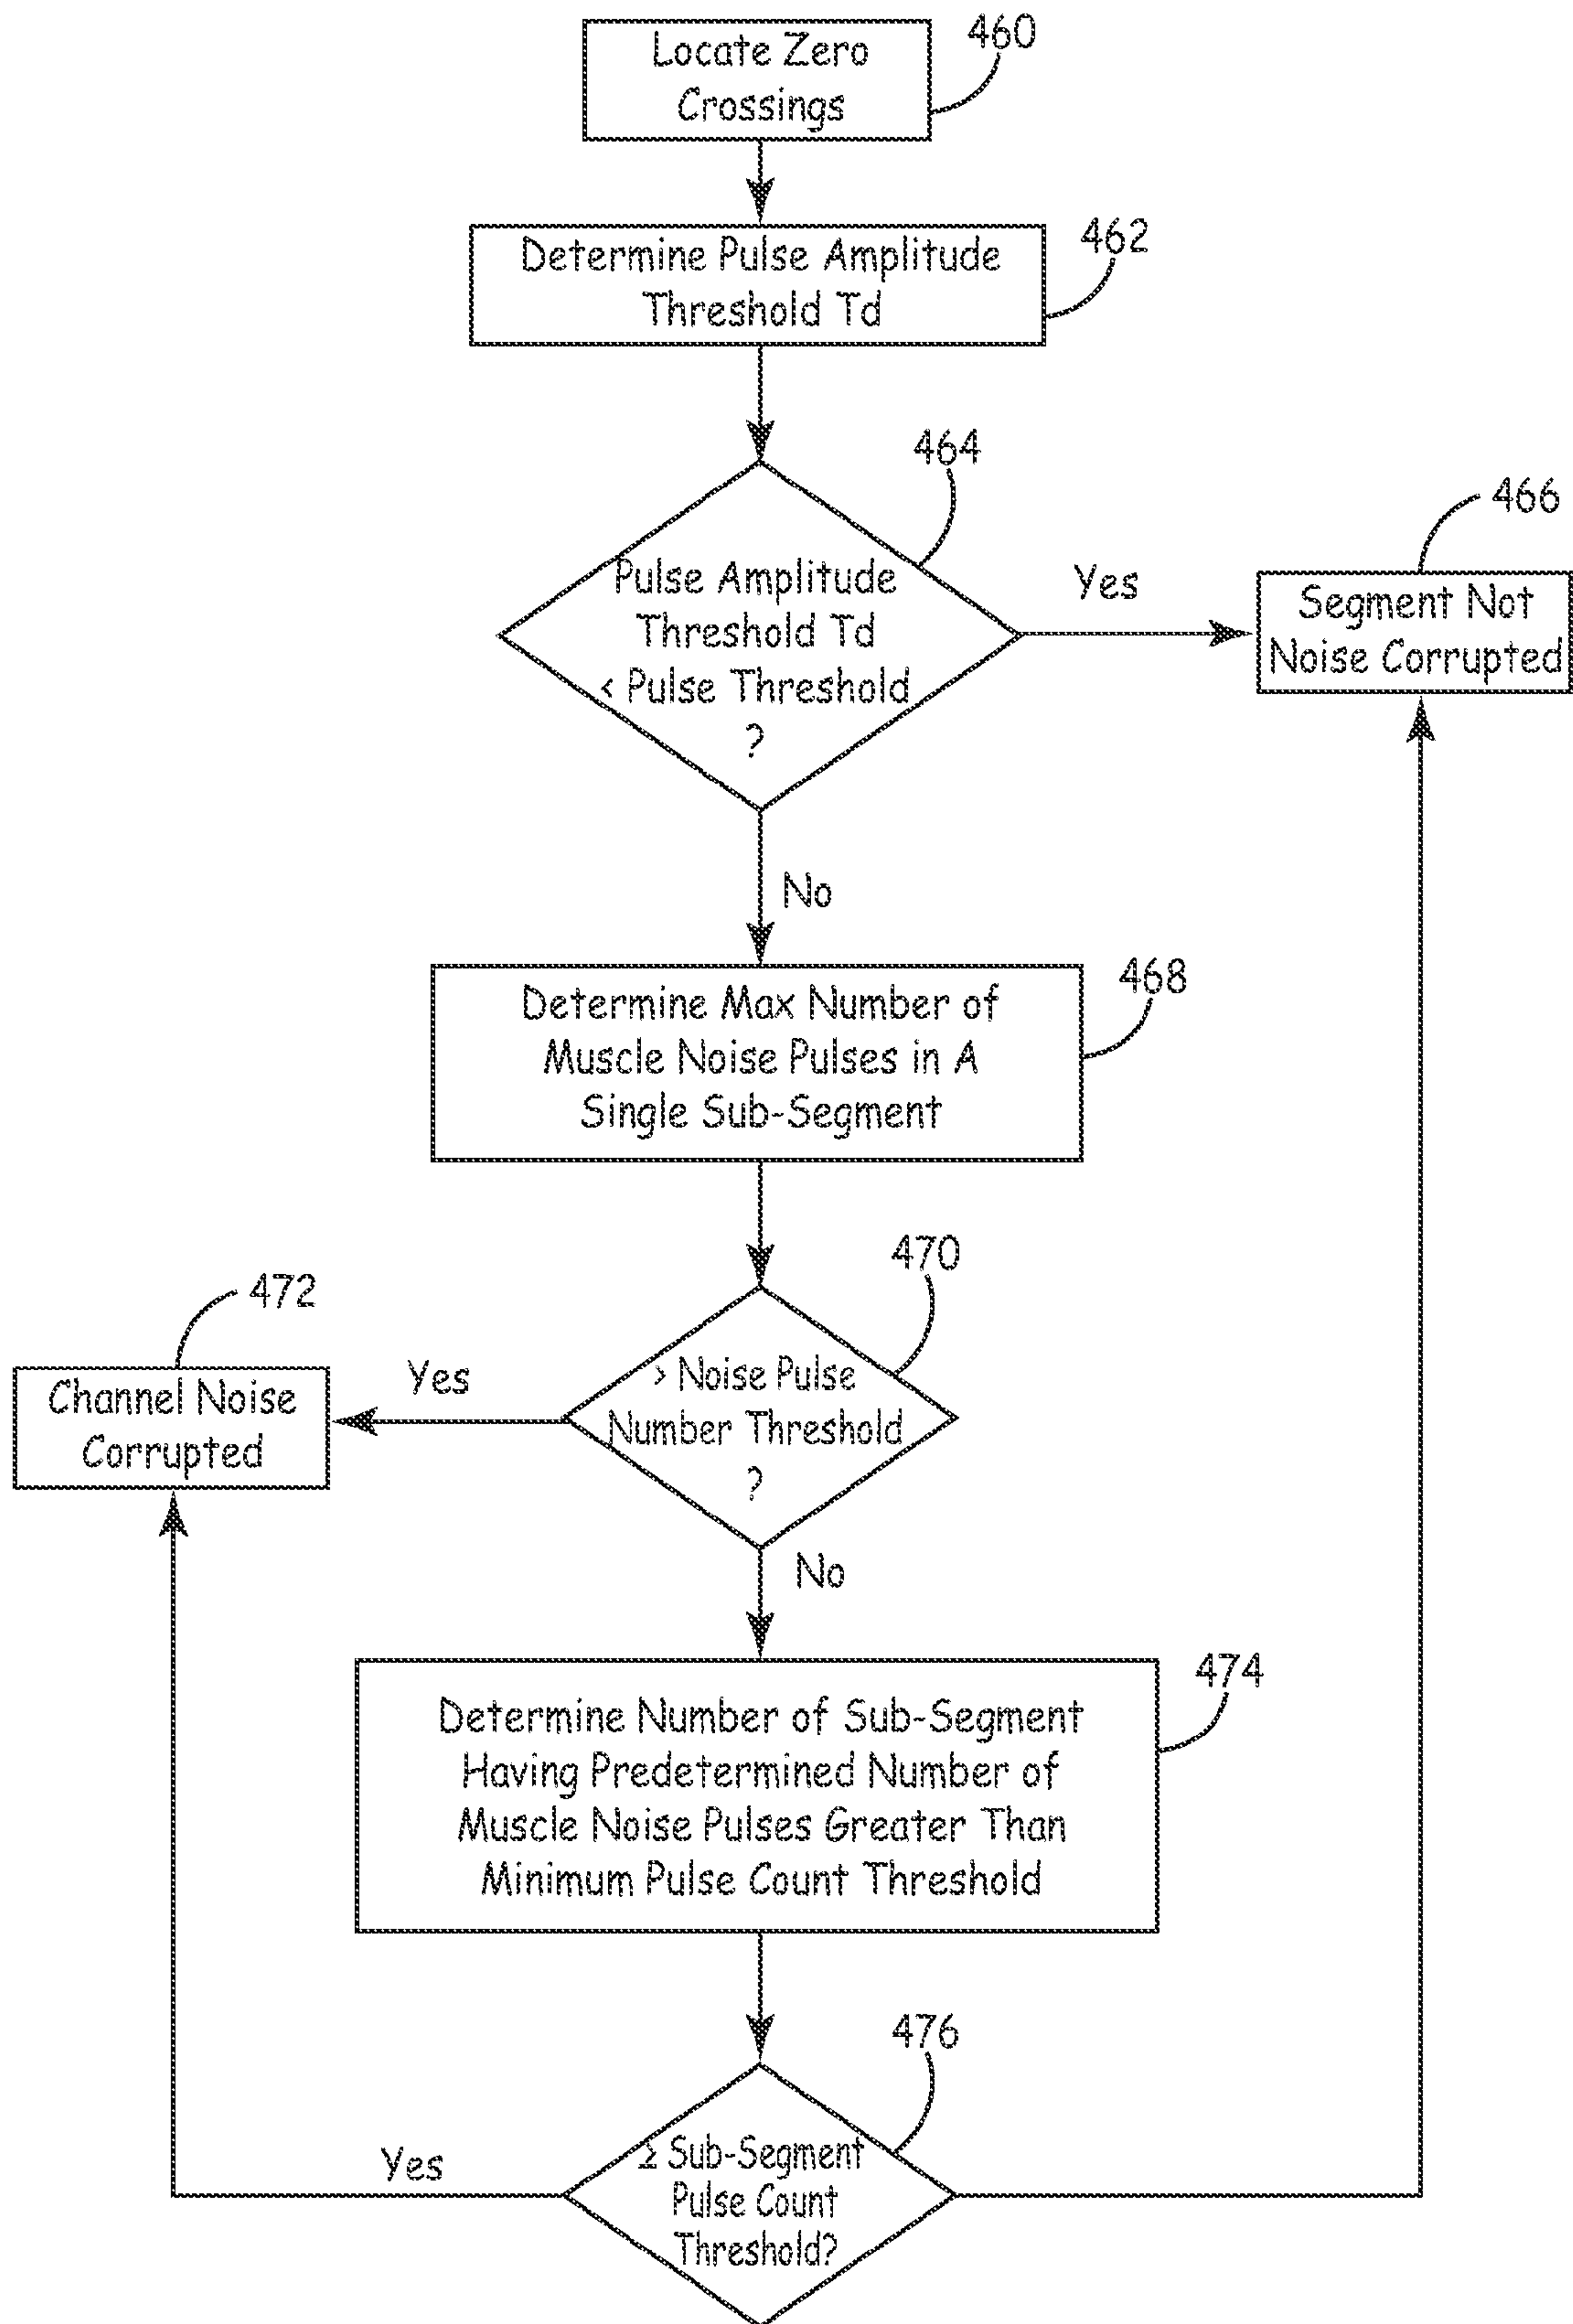 Locate Zero
Crossings
460
Determine Pulse Amplitude
Threshold Td
462
464
Pulse Amplitude
Threshold Td
< Pulse Threshold
?
Yes
466
Segment Not
Noise Corrupted
No
468
Determine Max Number of
Muscle Noise Pulses in A
Single Sub-Segment
470
> Noise Pulse
Number Threshold
?
Yes
472
Channel Noise
Corrupted
No
474
Determine Number of Sub-Segment
Having Predetermined Number of
Muscle Noise Pulses Greater Than
Minimum Pulse Count Threshold
476
≥ Sub-Segment
Pulse Count
Threshold?
Yes